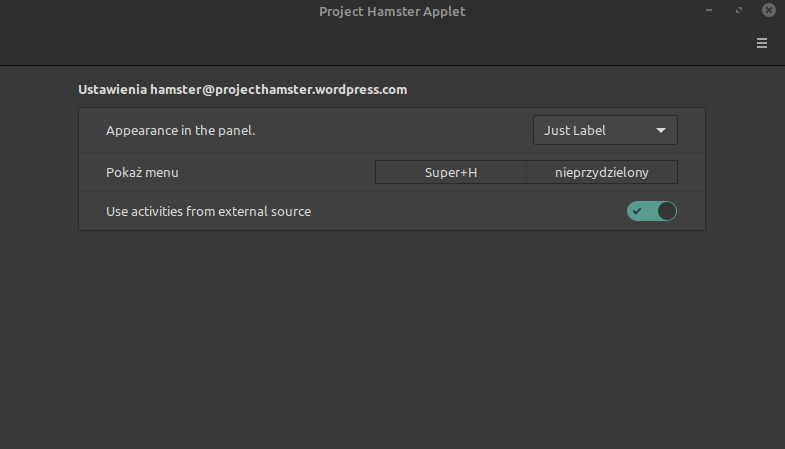 Project Hamster Applet
Ustawienia hamster@projecthamster.wordpress.com
Appearance in the panel.
Just Label
Pokaż menu
Super+H
nieprzydzielony
Use activities from external source